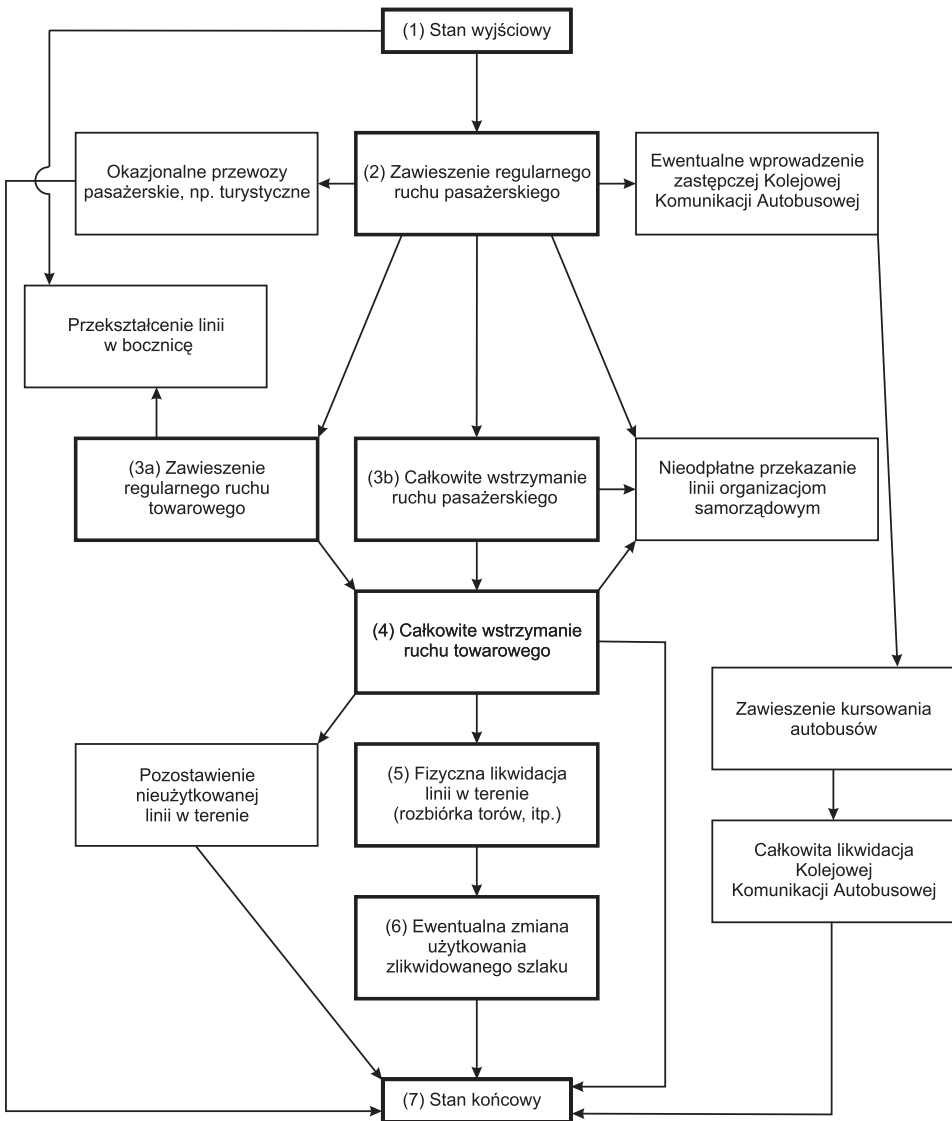 (1) Stan wyjściowy
Okazjonalne przewozy
pasażerskie, np. turystyczne
(2) Zawieszenie regularnego
ruchu pasażerskiego
Ewentualne wprowadzenie
zastępczej Kolejowej
Komunikacji Autobusowej
Przekształcenie linii
w bocznicę
(3a) Zawieszenie
regularnego ruchu
towarowego
(3b) Całkowite wstrzymanie
ruchu pasażerskiego
Nieodpłatne przekazanie
linii organizacjom
samorządowym
(4) Całkowite wstrzymanie
ruchu towarowego
Zawieszenie kursowania
autobusów
Pozostawienie
nieużytkowanej
linii w terenie
(5) Fizyczna likwidacja
linii w terenie
(rozbiórka torów, itp.)
Całkowita likwidacja
Kolejowej
Komunikacji Autobusowej
(6) Ewentualna zmiana
użytkowania
zlikwidowanego szlaku
(7) Stan końcowy